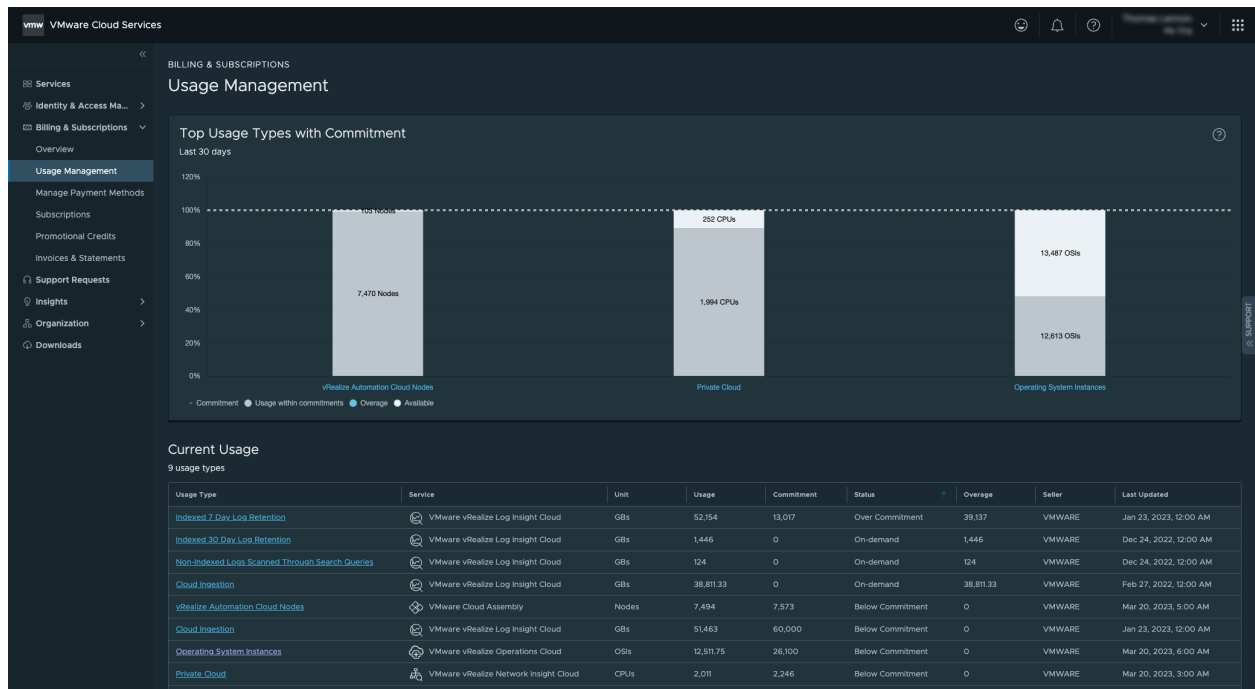 vmw VMware Cloud Services
Services
Identity & Access Ma...
Billing & Subscriptions
Overview
Usage Management
Manage Payment Methods
Subscriptions
Promotional Credits
Invoices & Statements
Support Requests
Insights
Organization
Downloads
BILLING & SUBSCRIPTIONS
Usage Management
Top Usage Types with Commitment
Last 30 days
120%
100%
80%
60%
40%
20%
0%
103 Nodes
7,470 Nodes
252 CPUs
1,994 CPUs
13,487 OSIs
12,613 OSIs
vRealize Automation Cloud Nodes Private Cloud Operating System Instances
Commitment Usage within commitments Overage Available
SUPPORT
Current Usage
9 usage types
Usage Type Service Unit Usage Commitment Status Overage Seller Last Updated
Indexed 7 Day Log Retention VMware vRealize Log Insight Cloud GBs 52,154 13,017 Over Commitment 39,137 VMWARE Jan 23, 2023, 12:00 AM
Indexed 30 Day Log Retention VMware vRealize Log Insight Cloud GBs 1,446 0 On-demand 1,446 VMWARE Dec 24, 2022, 12:00 AM
Non-Indexed Logs Scanned Through Search Queries VMware vRealize Log Insight Cloud GBs 124 0 On-demand 124 VMWARE Dec 24, 2022, 12:00 AM
Cloud Ingestion VMware vRealize Log Insight Cloud GBs 38,811.33 0 On-demand 38,811.33 VMWARE Feb 27, 2022, 12:00 AM
vRealize Automation Cloud Nodes VMware Cloud Assembly Nodes 7,494 7,573 Below Commitment 0 VMWARE Mar 20, 2023, 5:00 AM
Cloud Ingestion VMware vRealize Log Insight Cloud GBs 51,463 60,000 Below Commitment 0 VMWARE Jan 23, 2023, 12:00 AM
Operating System Instances VMware vRealize Operations Cloud OSIs 12,511.75 26,100 Below Commitment 0 VMWARE Mar 20, 2023, 6:00 AM
Private Cloud VMware vRealize Network Insight Cloud CPUs 2,011 2,246 Below Commitment 0 VMWARE Mar 20, 2023, 3:00 AM